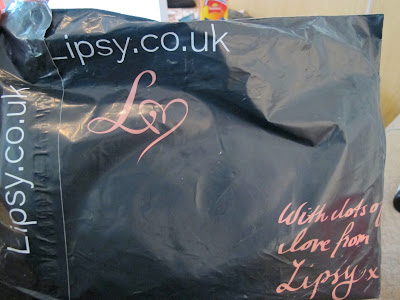 Lipsy.co.uk
Lipsy.co.uk
L
With lots of
love from
Lipsy x